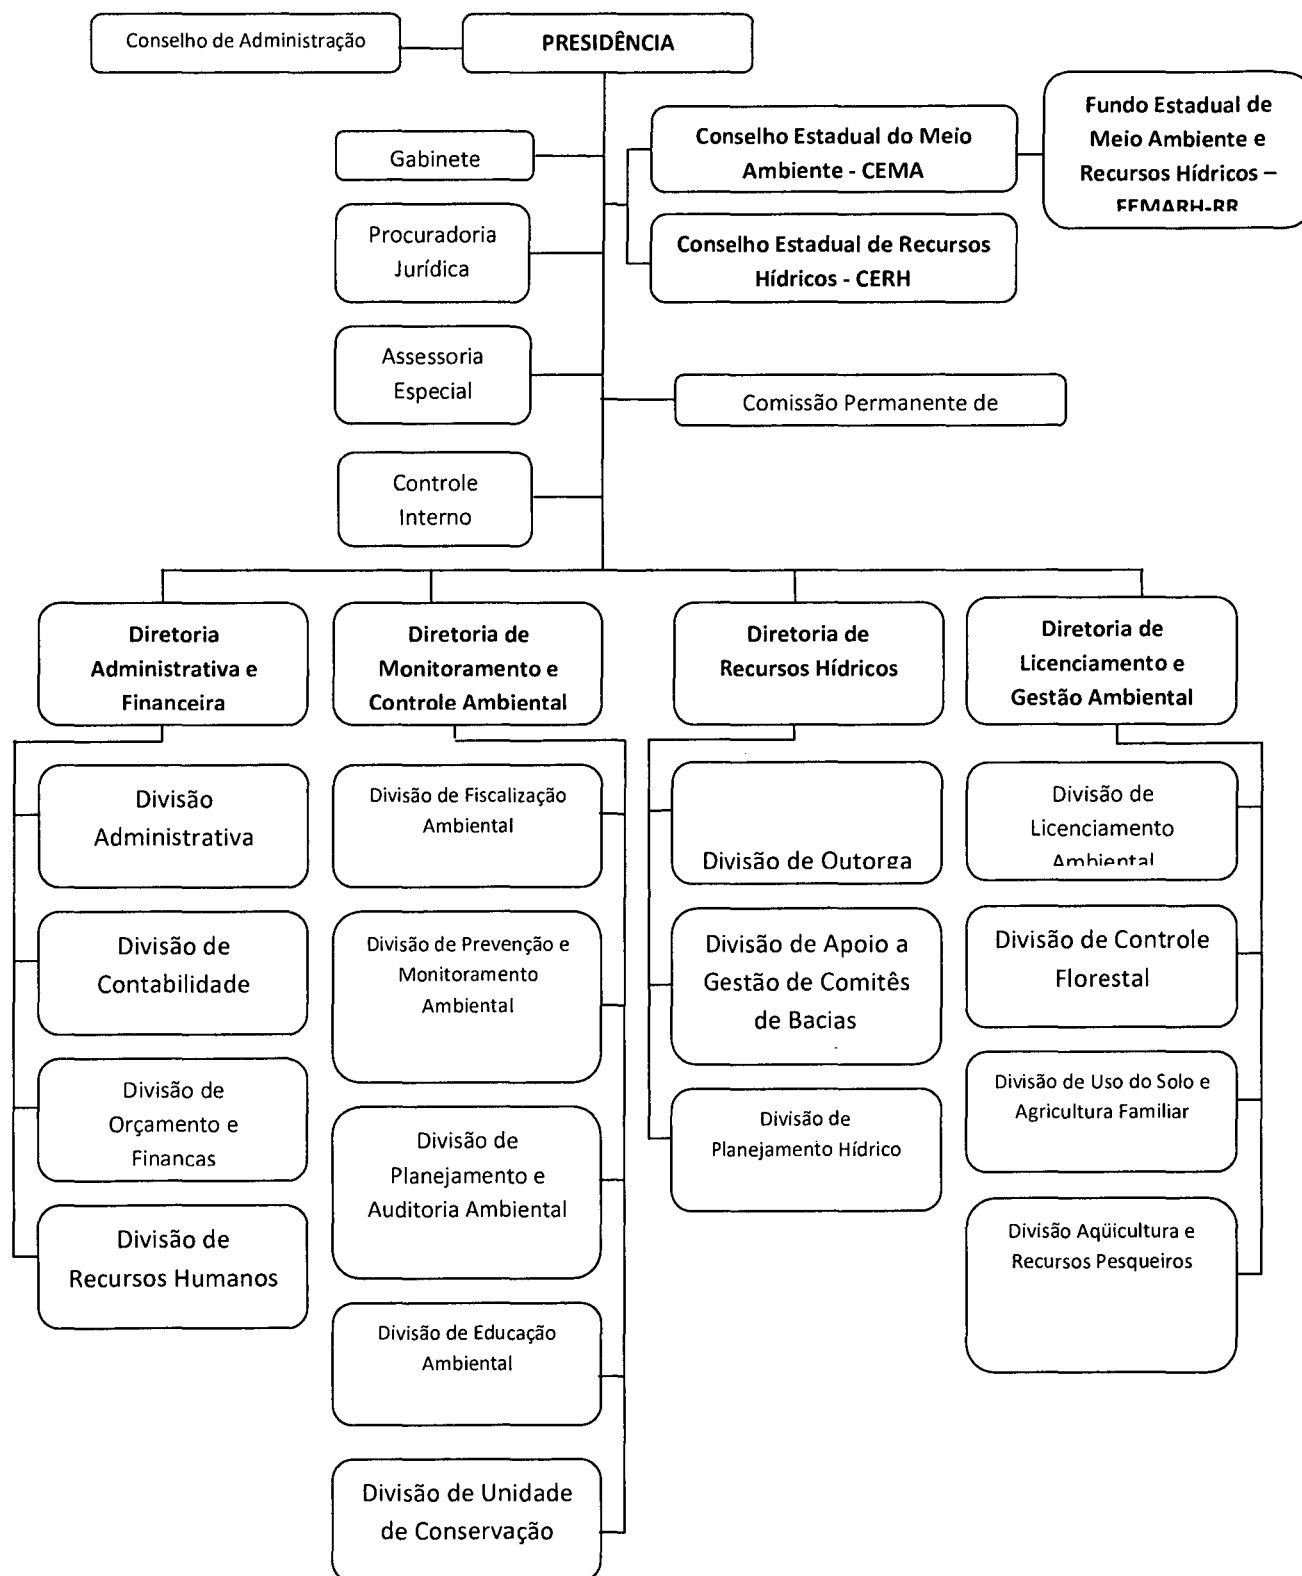 Conselho de Administração
PRESIDÊNCIA
Fundo Estadual de
Meio Ambiente e
Recursos Hídricos –
FEMARH-RR
Conselho Estadual do Meio
Ambiente - CEMA
Gabinete
Conselho Estadual de Recursos
Hídricos - CERH
Procuradoria
Jurídica
Assessoria
Especial
Comissão Permanente de
Controle
Interno
Diretoria
Administrativa e
Financeira
Diretoria de
Monitoramento e
Controle Ambiental
Diretoria de
Recursos Hídricos
Diretoria de
Licenciamento e
Gestão Ambiental
Divisão
Administrativa
Divisão de
Contabilidade
Divisão de
Orçamento e
Financas
Divisão de
Recursos Humanos
Divisão de Fiscalização
Ambiental
Divisão de Prevenção e
Monitoramento
Ambiental
Divisão de
Planejamento e
Auditoria Ambiental
Divisão de Educação
Ambiental
Divisão de Unidade
de Conservação
Divisão de Outorga
Divisão de Apoio a
Gestão de Comitês
de Bacias
Divisão de
Planejamento Hídrico
Divisão de
Licenciamento
Ambiental
Divisão de Controle
Florestal
Divisão de Uso do Solo e
Agricultura Familiar
Divisão Aqüicultura e
Recursos Pesqueiros